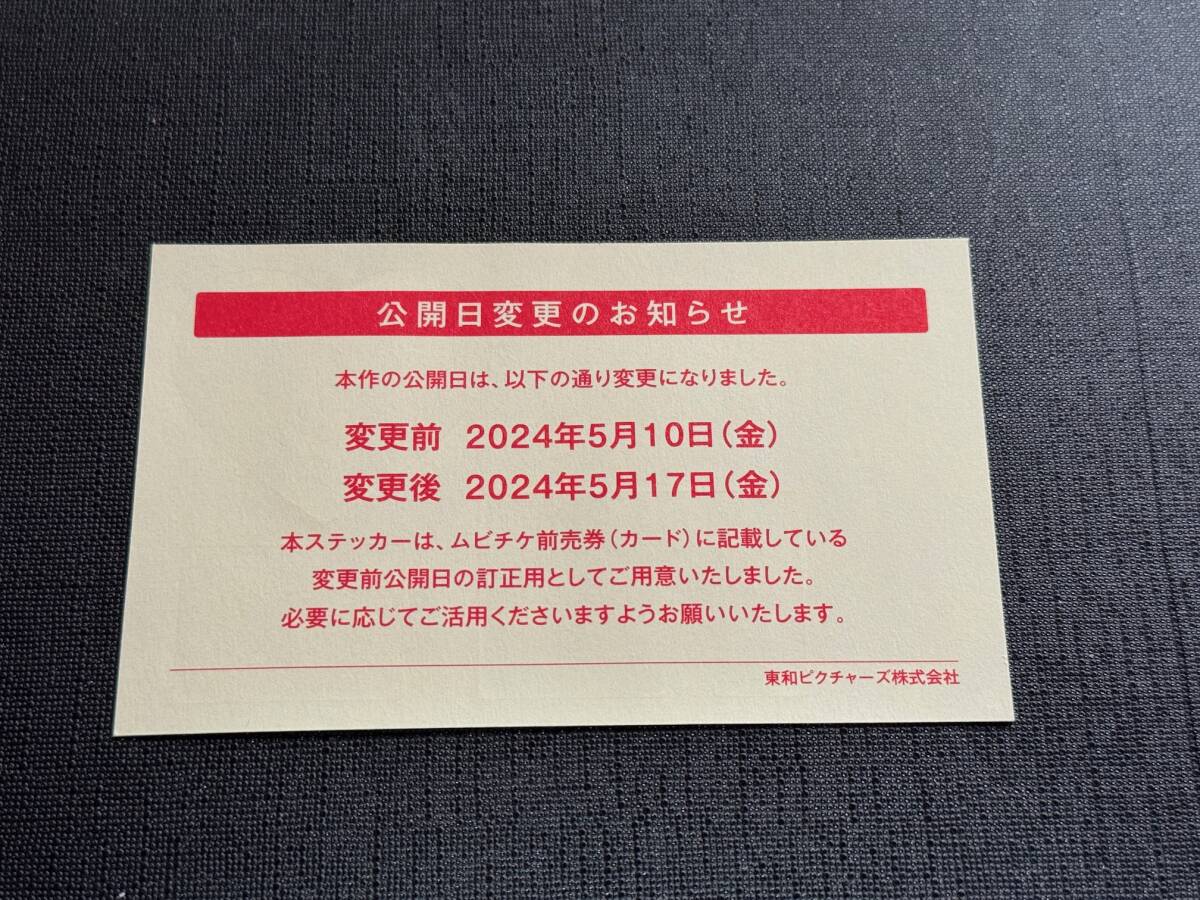 公開日変更のお知らせ
本作の公開日は、以下の通り変更になりました。
変更前 2024年5月10日(金)
変更後 2024年5月17日(金)
本ステッカーは、ムビチケ前売券(カード)に記載している
変更前公開日の訂正用としてご用意いたしました。
必要に応じてご活用くださいますようお願いいたします。
東和ピクチャーズ株式会社